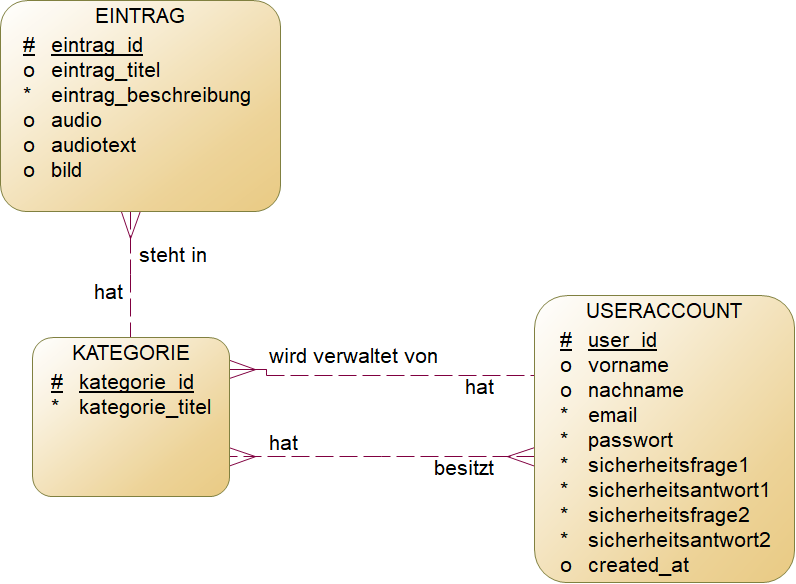 EINTRAG
# eintrag_id
o eintrag_titel
* eintrag_beschreibung
o audio
o audiotext
o bild
steht in
hat
KATEGORIE
# kategorie_id
* kategorie_titel
wird verwaltet von
hat
hat
besitzt
USERACCOUNT
# user_id
o vorname
o nachname
* email
* passwort
* sicherheitsfrage1
* sicherheitsantwort1
* sicherheitsfrage2
* sicherheitsantwort2
o created_at